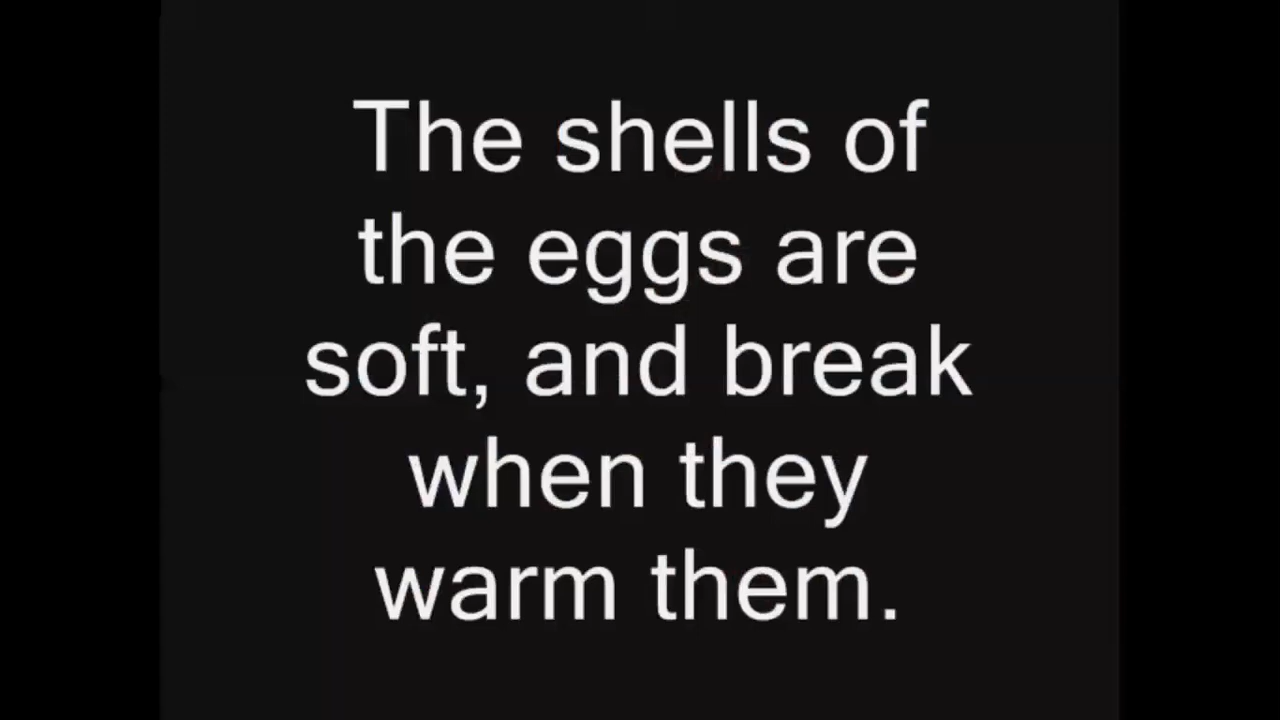 The shells of
the eggs are
soft, and break
when they
warm them.